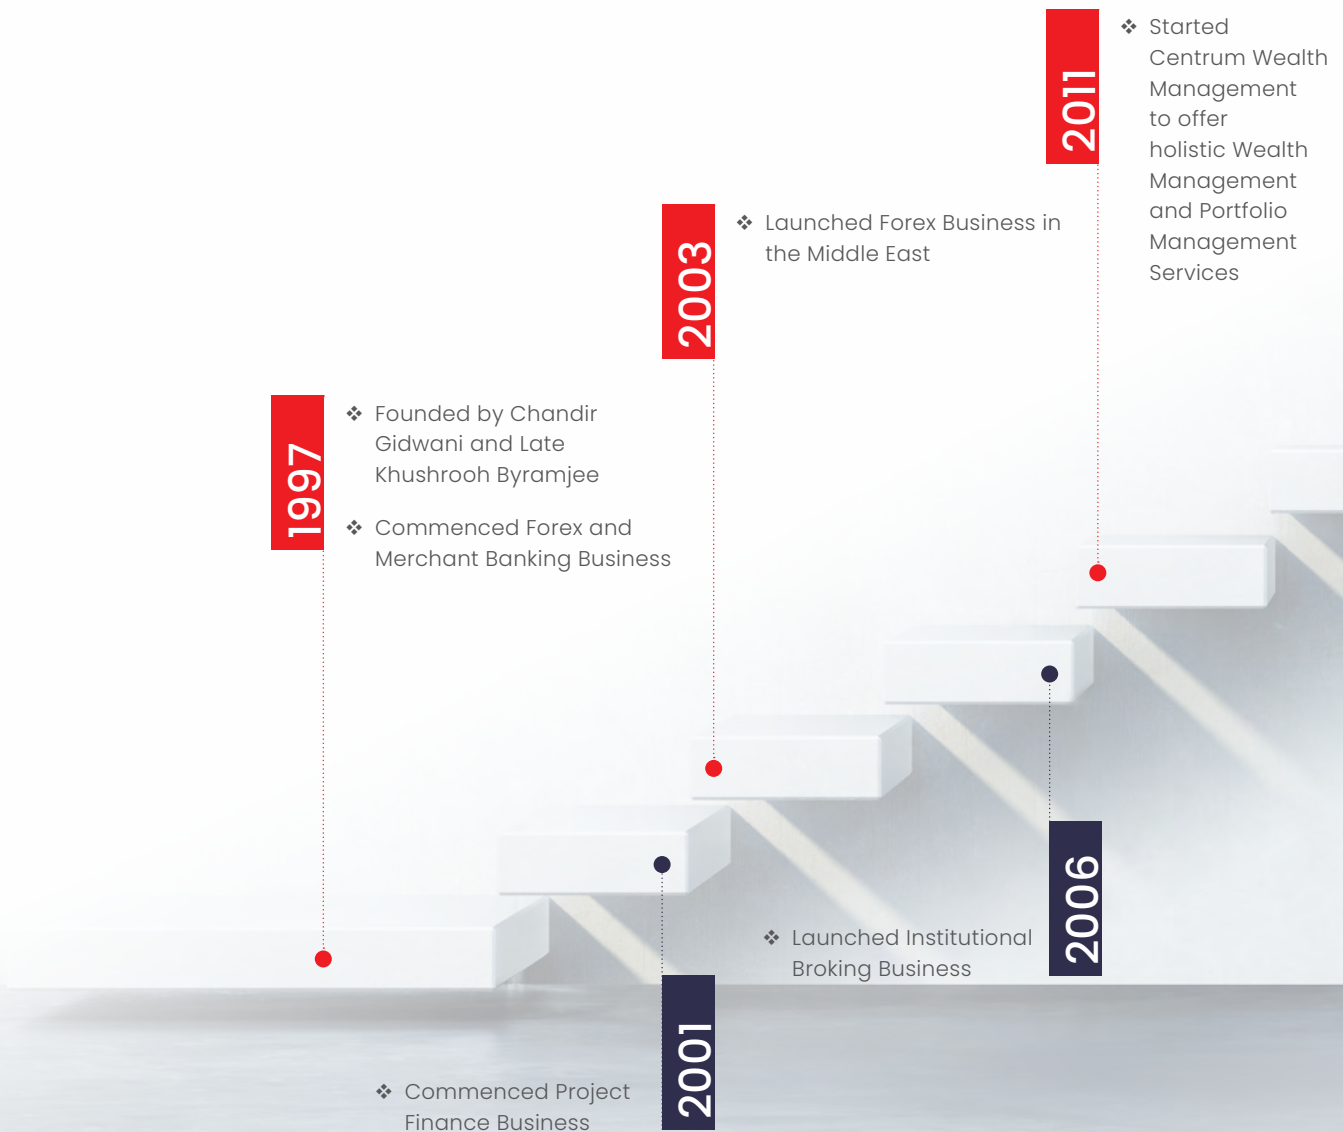 1997
❖ Founded by Chandir
Gidwani and Late
Khushrooh Byramjee
❖ Commenced Forex and
Merchant Banking Business
2001
❖ Commenced Project
Finance Business
2003
❖ Launched Forex Business in
the Middle East
2006
❖ Launched Institutional
Broking Business
2011
❖ Started
Centrum Wealth
Management
to offer
holistic Wealth
Management
and Portfolio
Management
Services